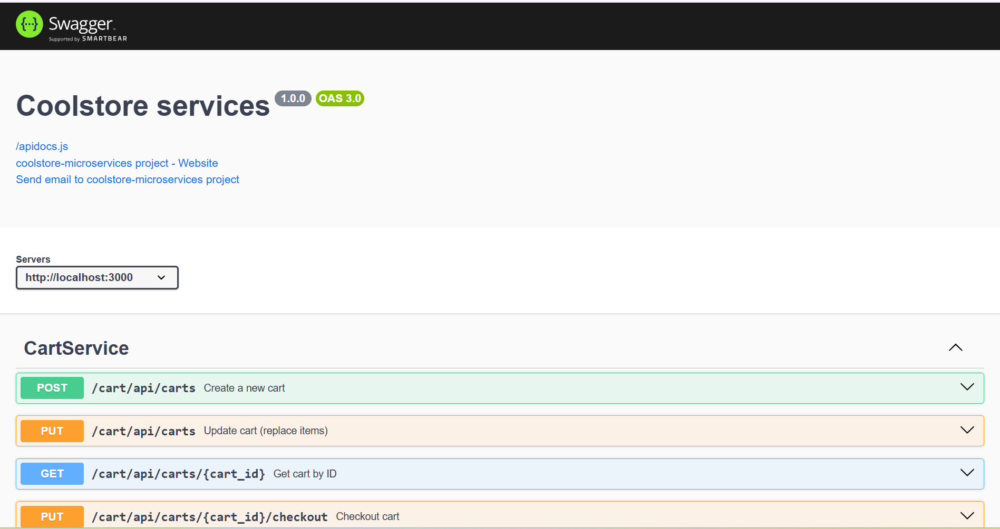 {···} Swagger™
Supported by SMARTBEAR
Coolstore services 1.0.0 OAS 3.0
/apidocs.js
coolstore-microservices project - Website
Send email to coolstore-microservices project
Servers
http://localhost:3000
CartService
POST /cart/api/carts Create a new cart
PUT /cart/api/carts Update cart (replace items)
GET /cart/api/carts/{cart_id} Get cart by ID
PUT /cart/api/carts/{cart_id}/checkout Checkout cart